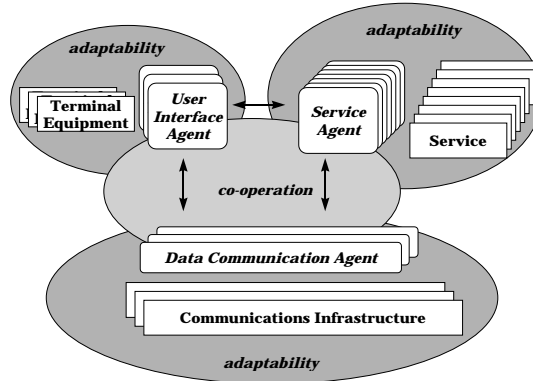 adaptability
adaptability
Terminal
Equipment
User
Interface
Agent
Service
Agent
Service
co-operation
Data Communication Agent
Communications Infrastructure
adaptability